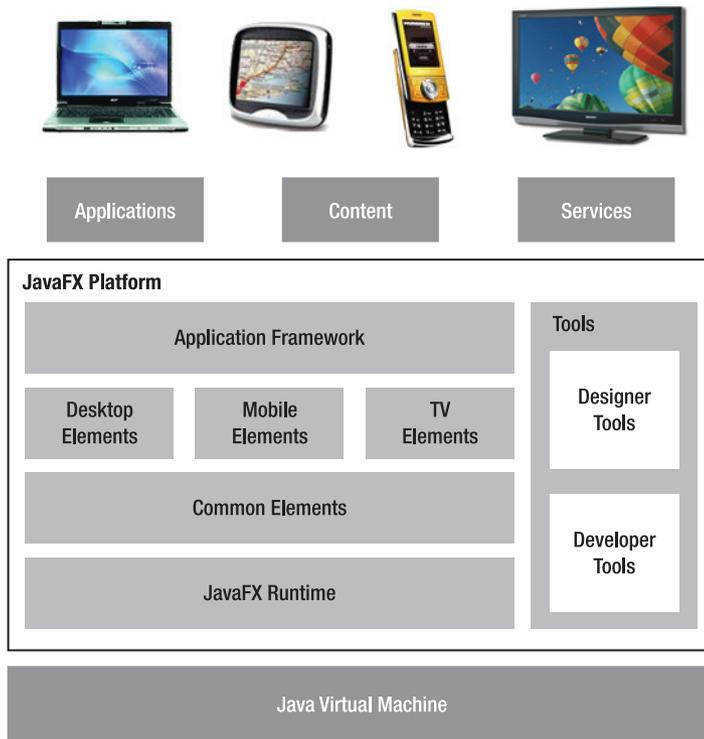 Applications
Content
Services
JavaFX Platform
Application Framework
Tools
Desktop
Elements
Mobile
Elements
TV
Elements
Designer
Tools
Common Elements
Developer
Tools
JavaFX Runtime
Java Virtual Machine